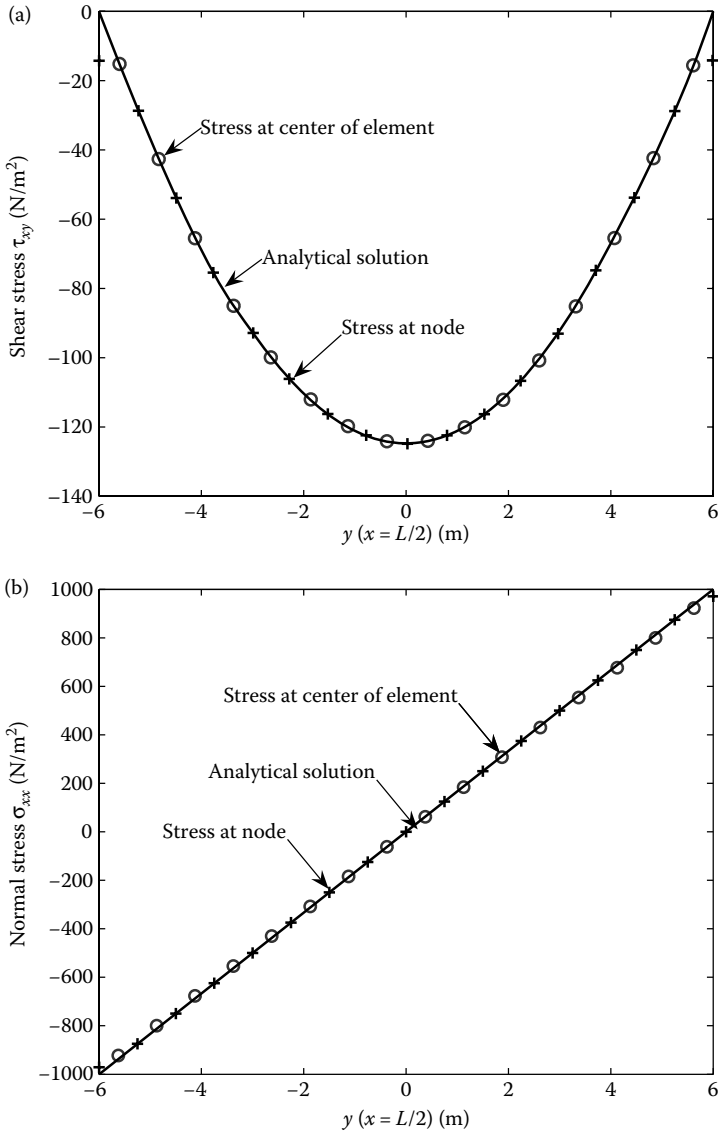 (a)
0
−20
−40
−60
−80
−100
−120
−140
Shear stress τxy (N/m2)
Stress at center of element
Analytical solution
Stress at node
−6
−4
−2
0
2
4
6
y (x = L/2) (m)
(b)
1000
800
600
400
200
0
−200
−400
−600
−800
−1000
Normal stress σxx (N/m2)
Stress at center of element
Analytical solution
Stress at node
−6
−4
−2
0
2
4
6
y (x = L/2) (m)